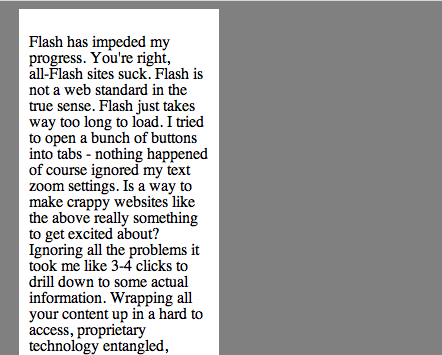 Flash has impeded my
progress. You're right,
all-Flash sites suck. Flash is
not a web standard in the
true sense. Flash just takes
way too long to load. I tried
to open a bunch of buttons
into tabs - nothing happened
of course ignored my text
zoom settings. Is a way to
make crappy websites like
the above really something
to get excited about?
Ignoring all the problems it
took me like 3-4 clicks to
drill down to some actual
information. Wrapping all
your content up in a hard to
access, proprietary
technology entangled,